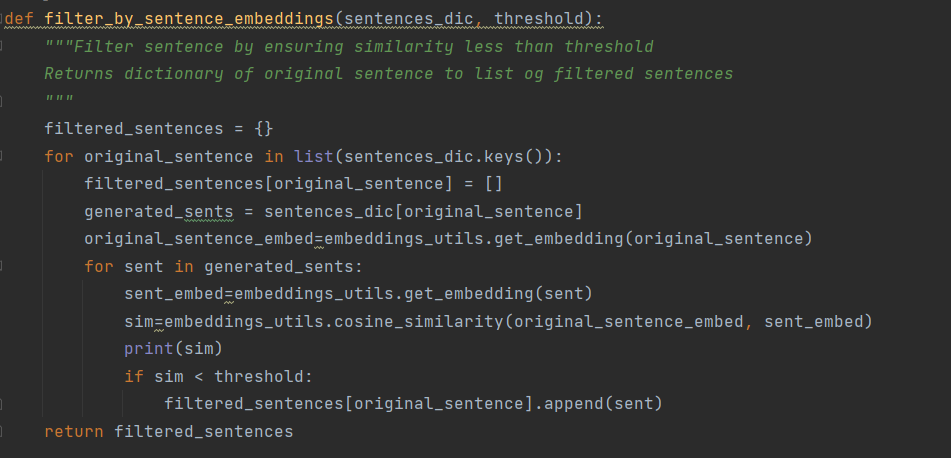 def filter_by_sentence_embeddings(sentences_dic, threshold):
    """Filter sentence by ensuring similarity less than threshold
    Returns dictionary of original sentence to list og filtered sentences
    """
    filtered_sentences = {}
    for original_sentence in list(sentences_dic.keys()):
        filtered_sentences[original_sentence] = []
        generated_sents = sentences_dic[original_sentence]
        original_sentence_embed=embeddings_utils.get_embedding(original_sentence)
        for sent in generated_sents:
            sent_embed=embeddings_utils.get_embedding(sent)
            sim=embeddings_utils.cosine_similarity(original_sentence_embed, sent_embed)
            print(sim)
            if sim < threshold:
                filtered_sentences[original_sentence].append(sent)
    return filtered_sentences